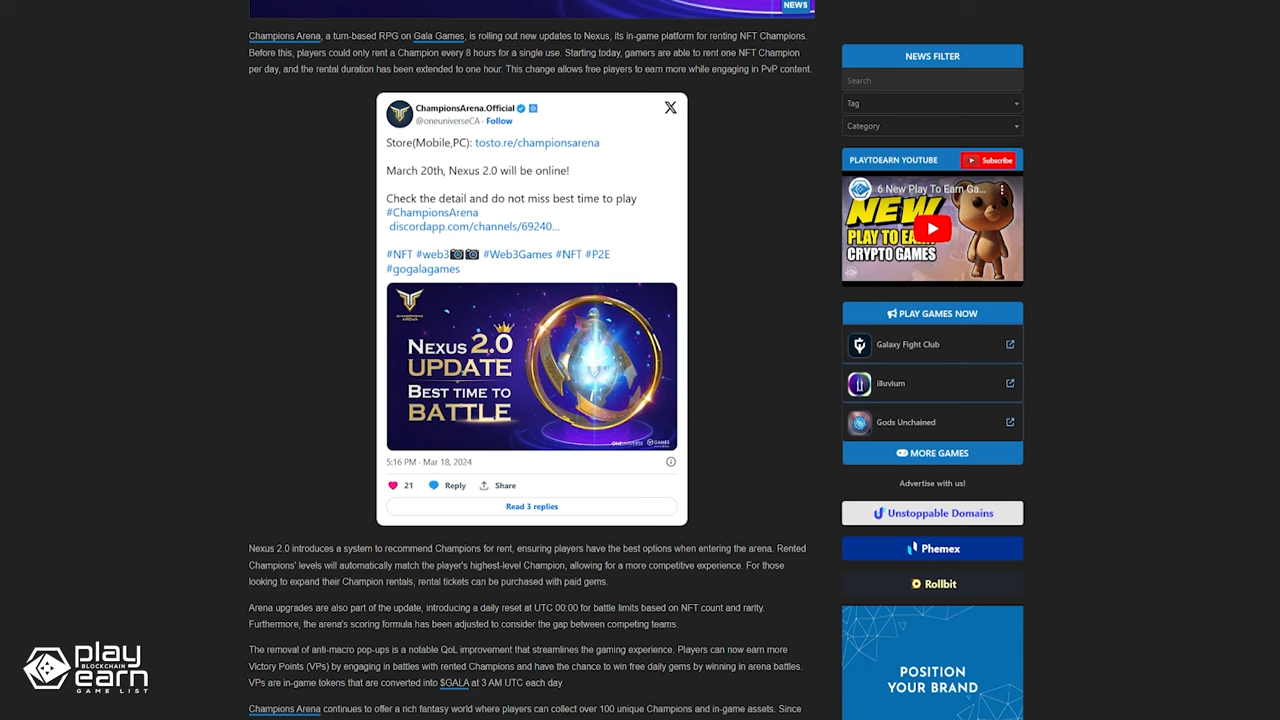 NEWS
Champions Arena, a turn-based RPG on Gala Games, is rolling out new updates to Nexus, its in-game platform for renting NFT Champions.
Before this, players could only rent a Champion every 8 hours for a single use. Starting today, gamers are able to rent one NFT Champion
per day, and the rental duration has been extended to one hour. This change allows free players to earn more while engaging in PvP content.
ChampionsArena.Official
@oneuniverseCA · Follow
Store(Mobile,PC): tosto.re/championsarena
March 20th, Nexus 2.0 will be online!
Check the detail and do not miss best time to play
#ChampionsArena
discordapp.com/channels/69240…
#NFT #web3 #Web3Games #NFT #P2E
#gogalagames
CHAMPIONS
ARENA
NEXUS 2.0
UPDATE
BEST TIME TO
BATTLE
ONEUNIVERSE GAMES
5:16 PM · Mar 18, 2024
21 Reply Share
Read 3 replies
Nexus 2.0 introduces a system to recommend Champions for rent, ensuring players have the best options when entering the arena. Rented
Champions' levels will automatically match the player's highest-level Champion, allowing for a more competitive experience. For those
looking to expand their Champion rentals, rental tickets can be purchased with paid gems.
Arena upgrades are also part of the update, introducing a daily reset at UTC 00:00 for battle limits based on NFT count and rarity.
Furthermore, the arena's scoring formula has been adjusted to consider the gap between competing teams.
The removal of anti-macro pop-ups is a notable QoL improvement that streamlines the gaming experience. Players can now earn more
Victory Points (VPs) by engaging in battles with rented Champions and have the chance to win free daily gems by winning in arena battles.
VPs are in-game tokens that are converted into $GALA at 3 AM UTC each day.
Champions Arena continues to offer a rich fantasy world where players can collect over 100 unique Champions and in-game assets. Since
NEWS FILTER
Search
Tag
Category
PLAYTOEARN YOUTUBE
Subscribe
6 New Play To Earn Ga...
NEW
PLAY TO EARN
CRYPTO GAMES
PLAY GAMES NOW
Galaxy Fight Club
Illuvium
Gods Unchained
MORE GAMES
Advertise with us!
Unstoppable Domains
Phemex
Rollbit
POSITION
YOUR BRAND
play
BLOCKCHAIN
earn
GAME LIST